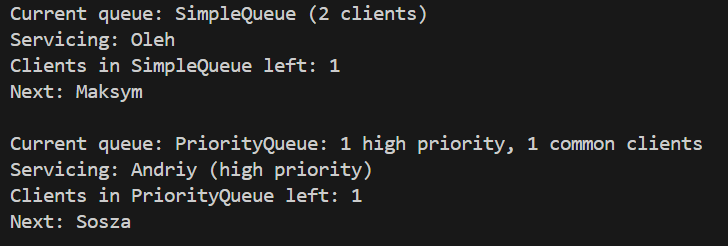 Current queue: SimpleQueue (2 clients)
Servicing: Oleh
Clients in SimpleQueue left: 1
Next: Maksym

Current queue: PriorityQueue: 1 high priority, 1 common clients
Servicing: Andriy (high priority)
Clients in PriorityQueue left: 1
Next: Sosza